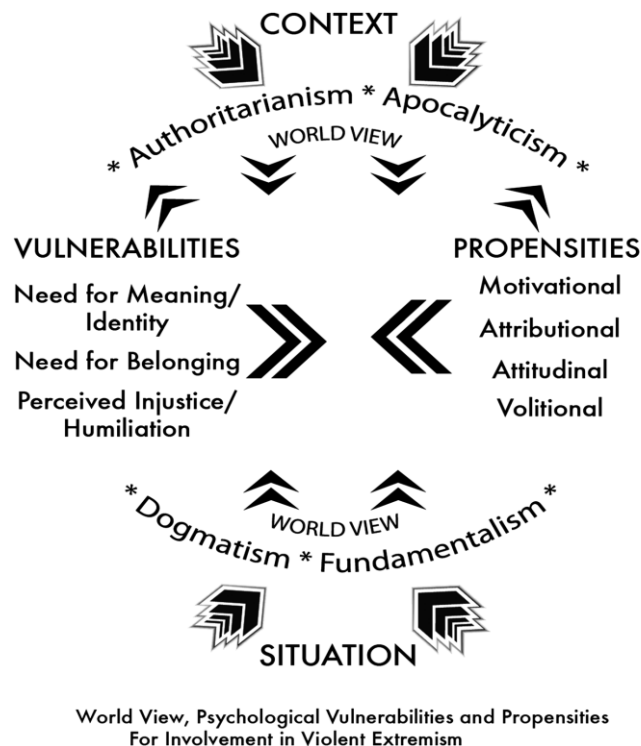 CONTEXT
* Authoritarianism * Apocalypticism *
WORLD VIEW
VULNERABILITIES
Need for Meaning/
Identity
Need for Belonging
Perceived Injustice/
Humiliation
PROPENSITIES
Motivational
Attributional
Attitudinal
Volitional
WORLD VIEW
*Dogmatism * Fundamentalism *
SITUATION
World View, Psychological Vulnerabilities and Propensities
For Involvement in Violent Extremism